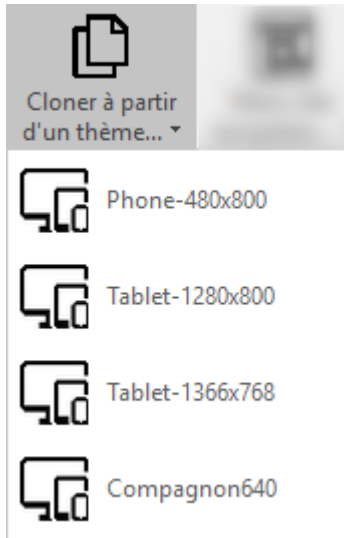 Cloner à partir
d'un thème...
Phone-480x800
Tablet-1280x800
Tablet-1366x768
Compagnon640